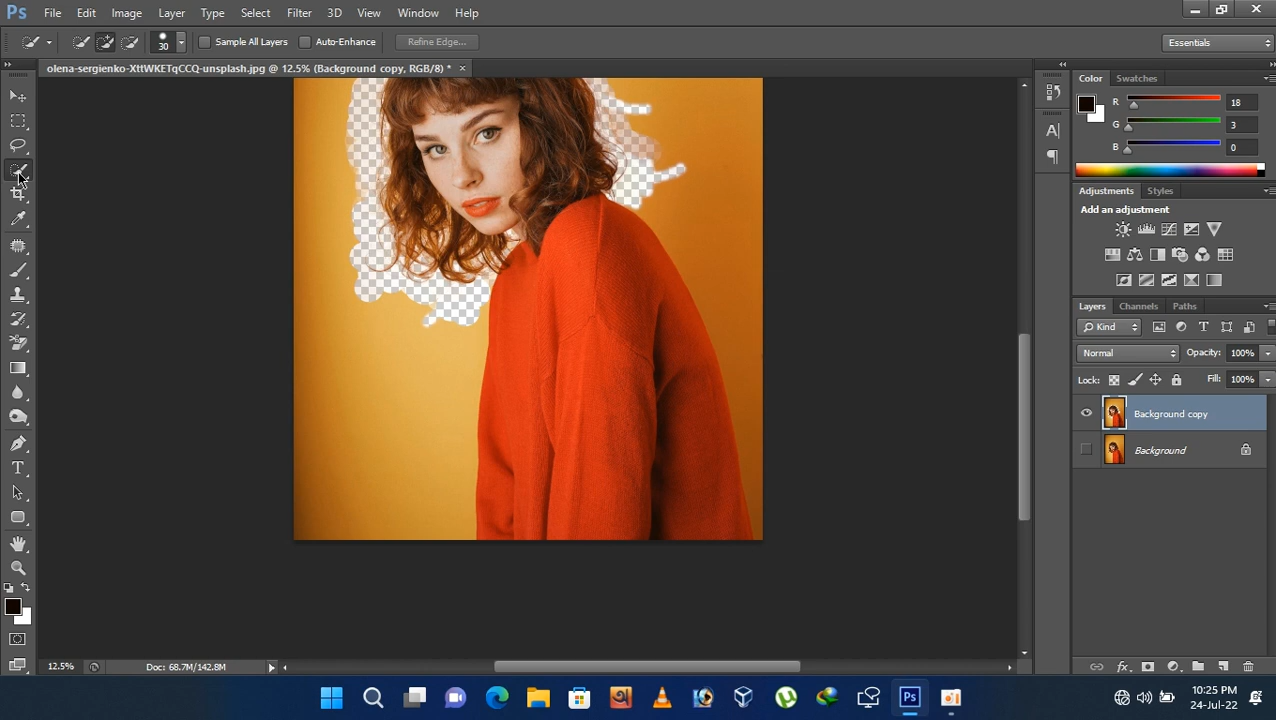 Ps File Edit Image Layer Type Select Filter 3D View Window Help
30 Sample All Layers Auto-Enhance Refine Edge... Essentials
olena-sergienko-XttWKETqCCQ-unsplash.jpg @ 12.5% (Background copy, RGB/8) *
Color Swatches
R 18
G 3
B 0
Adjustments Styles
Add an adjustment
Layers Channels Paths
Kind
Normal Opacity: 100%
Lock: Fill: 100%
Background copy
Background
12.5% Doc: 68.7M/142.8M
Ps
10:25 PM
24-Jul-22